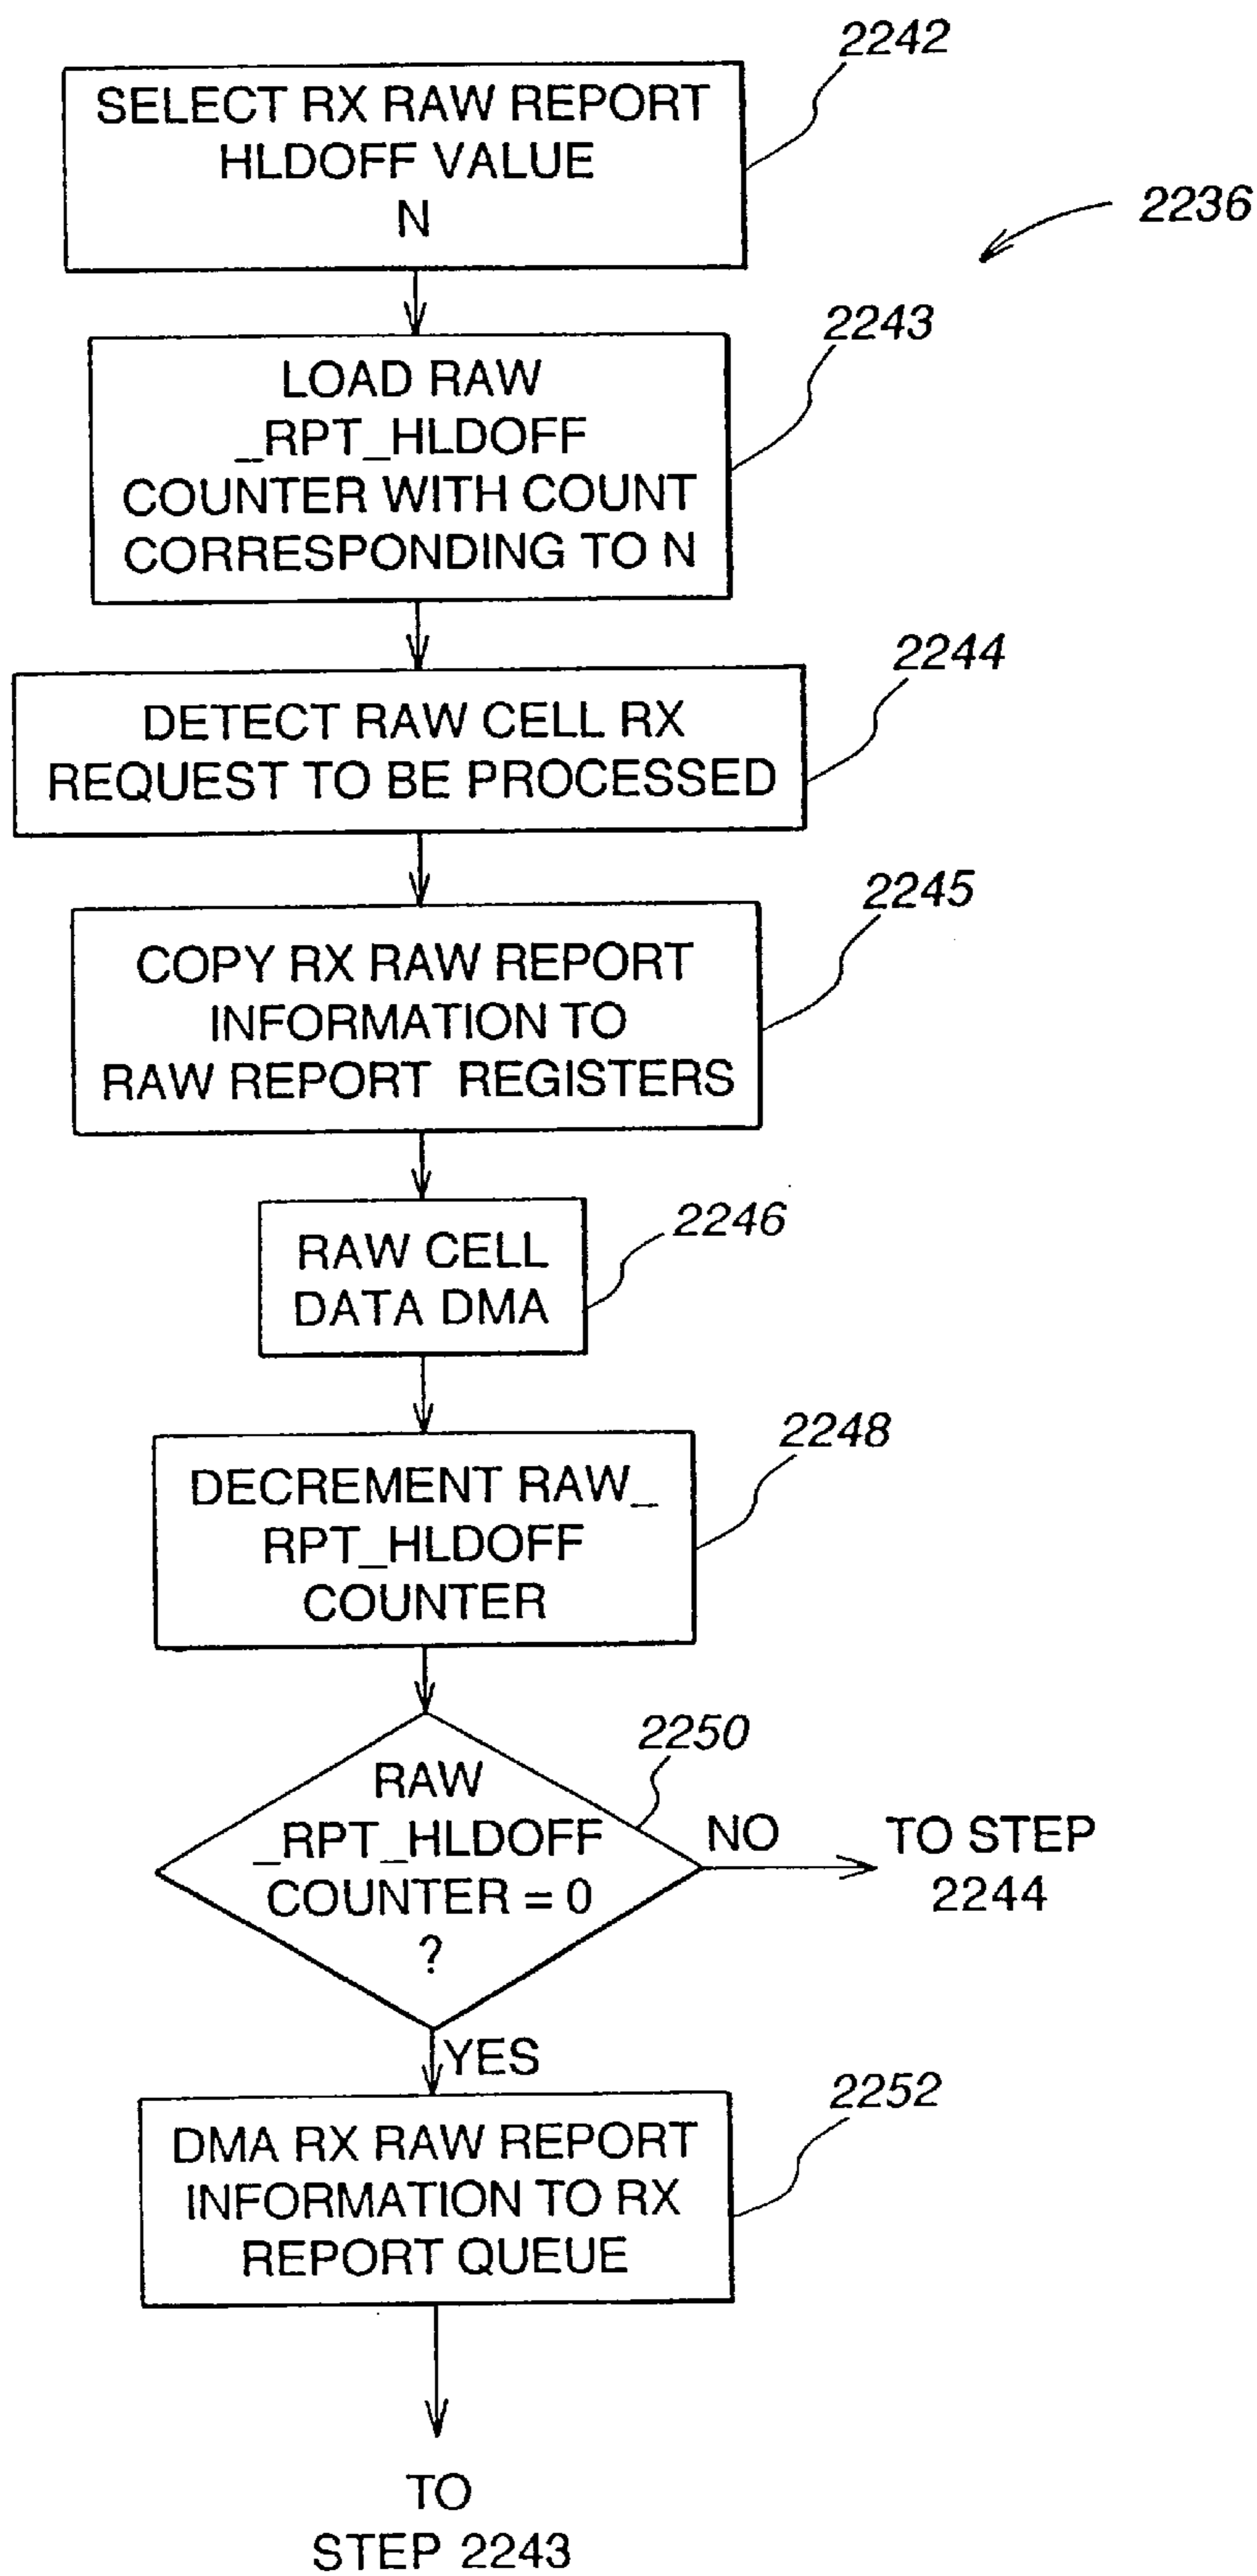 2242
SELECT RX RAW REPORT
HLDOFF VALUE
N
2236
2243
LOAD RAW
_RPT_HLDOFF
COUNTER WITH COUNT
CORRESPONDING TO N
2244
DETECT RAW CELL RX
REQUEST TO BE PROCESSED
2245
COPY RX RAW REPORT
INFORMATION TO
RAW REPORT REGISTERS
2246
RAW CELL
DATA DMA
2248
DECREMENT RAW_
RPT_HLDOFF
COUNTER
2250
RAW
_RPT_HLDOFF
COUNTER = 0
?
NO
TO STEP
2244
YES
2252
DMA RX RAW REPORT
INFORMATION TO RX
REPORT QUEUE
TO
STEP 2243